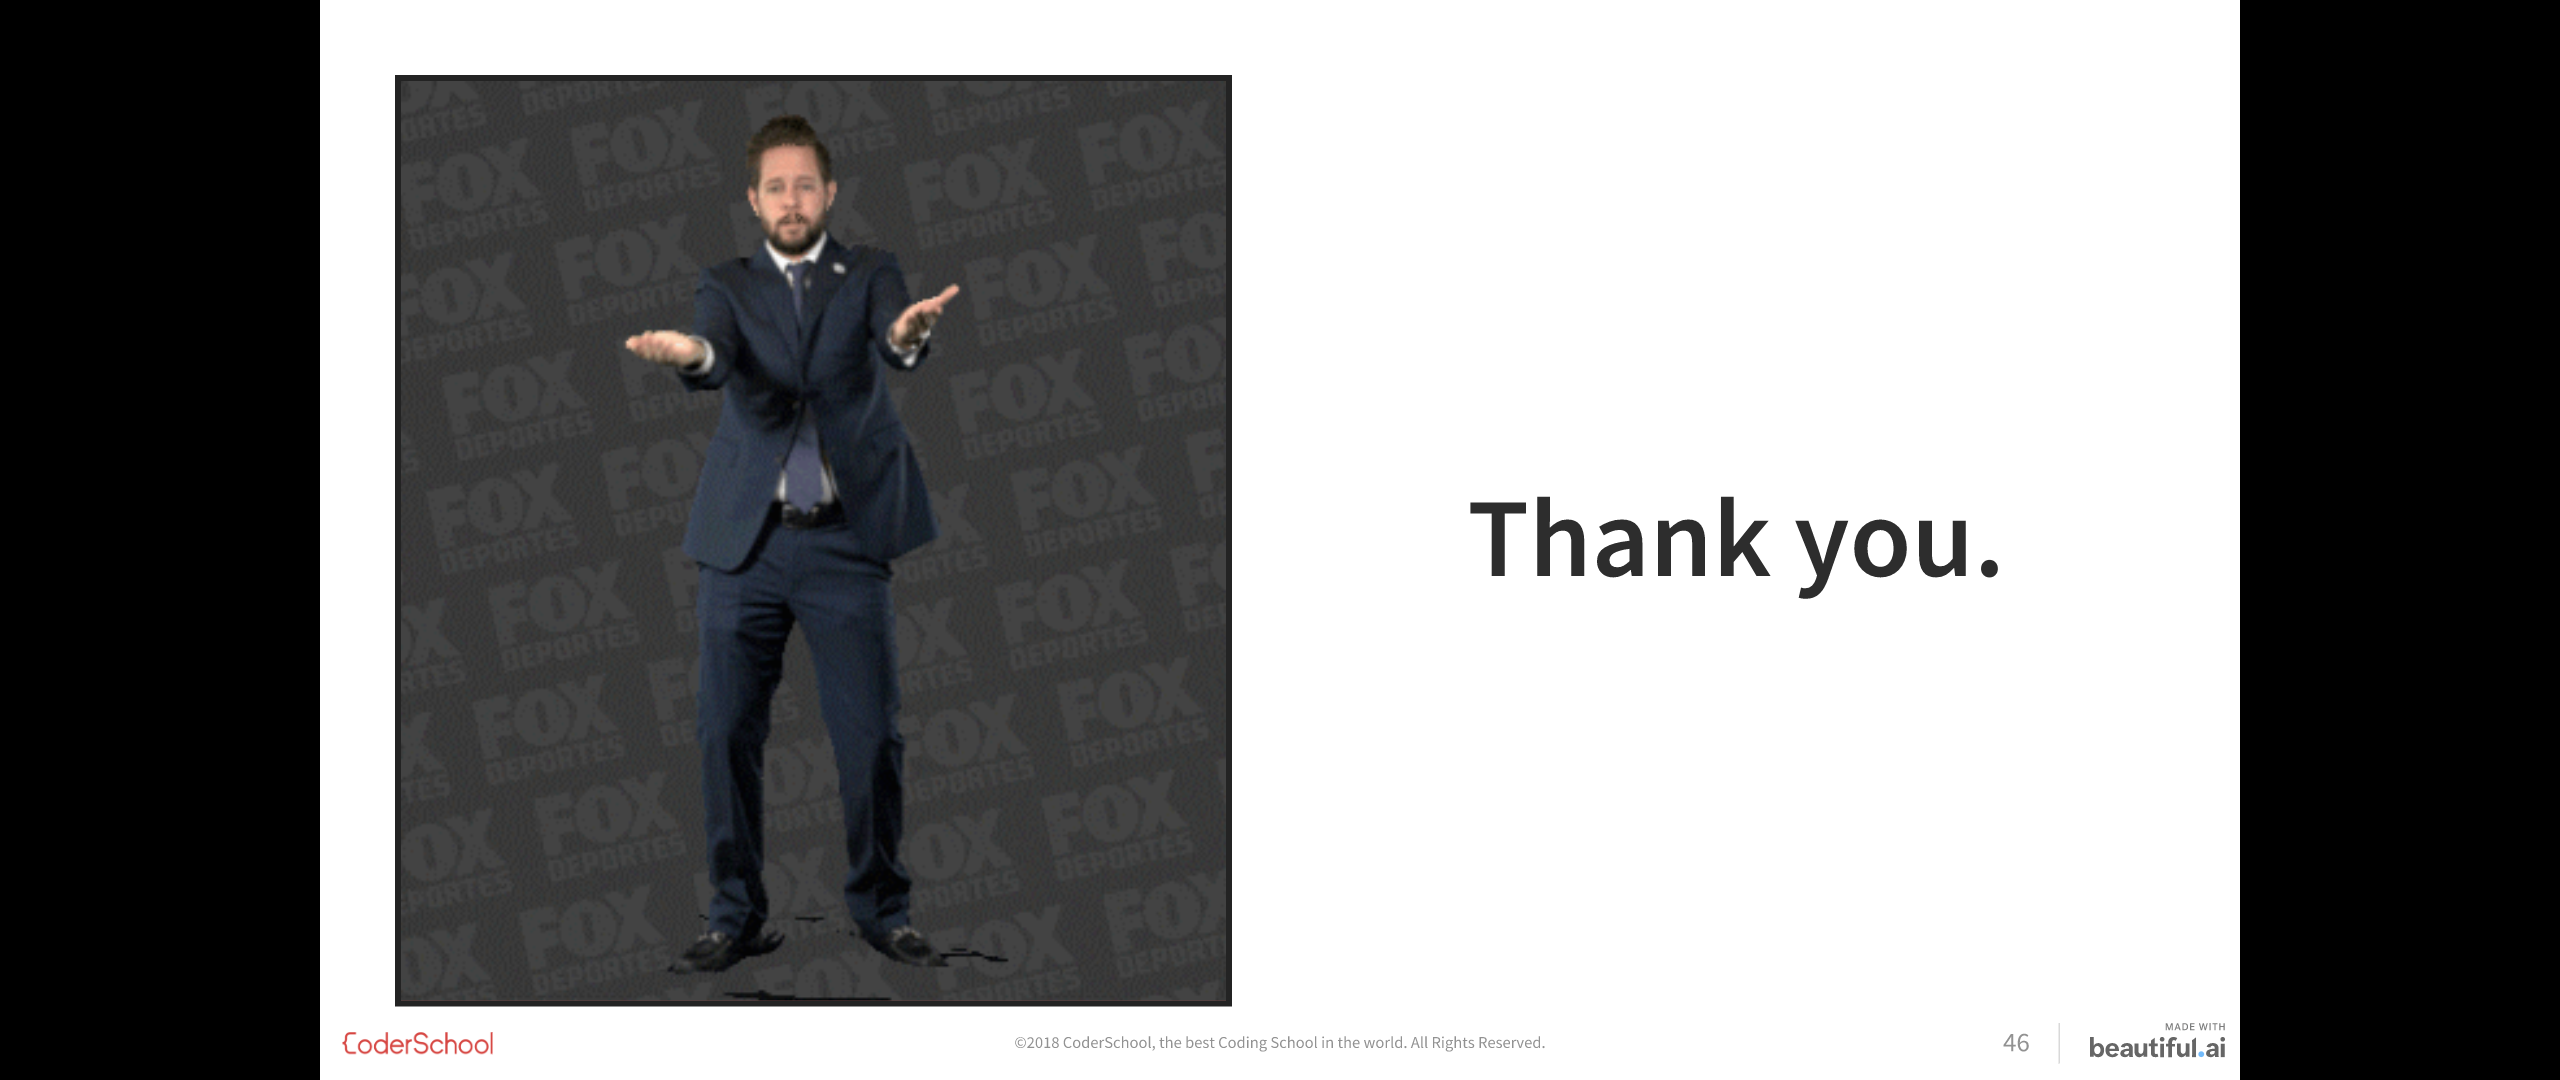 FOX
DEPORTES
Thank you.
CoderSchool
©2018 CoderSchool, the best Coding School in the world. All Rights Reserved.
46
MADE WITH
beautiful.ai